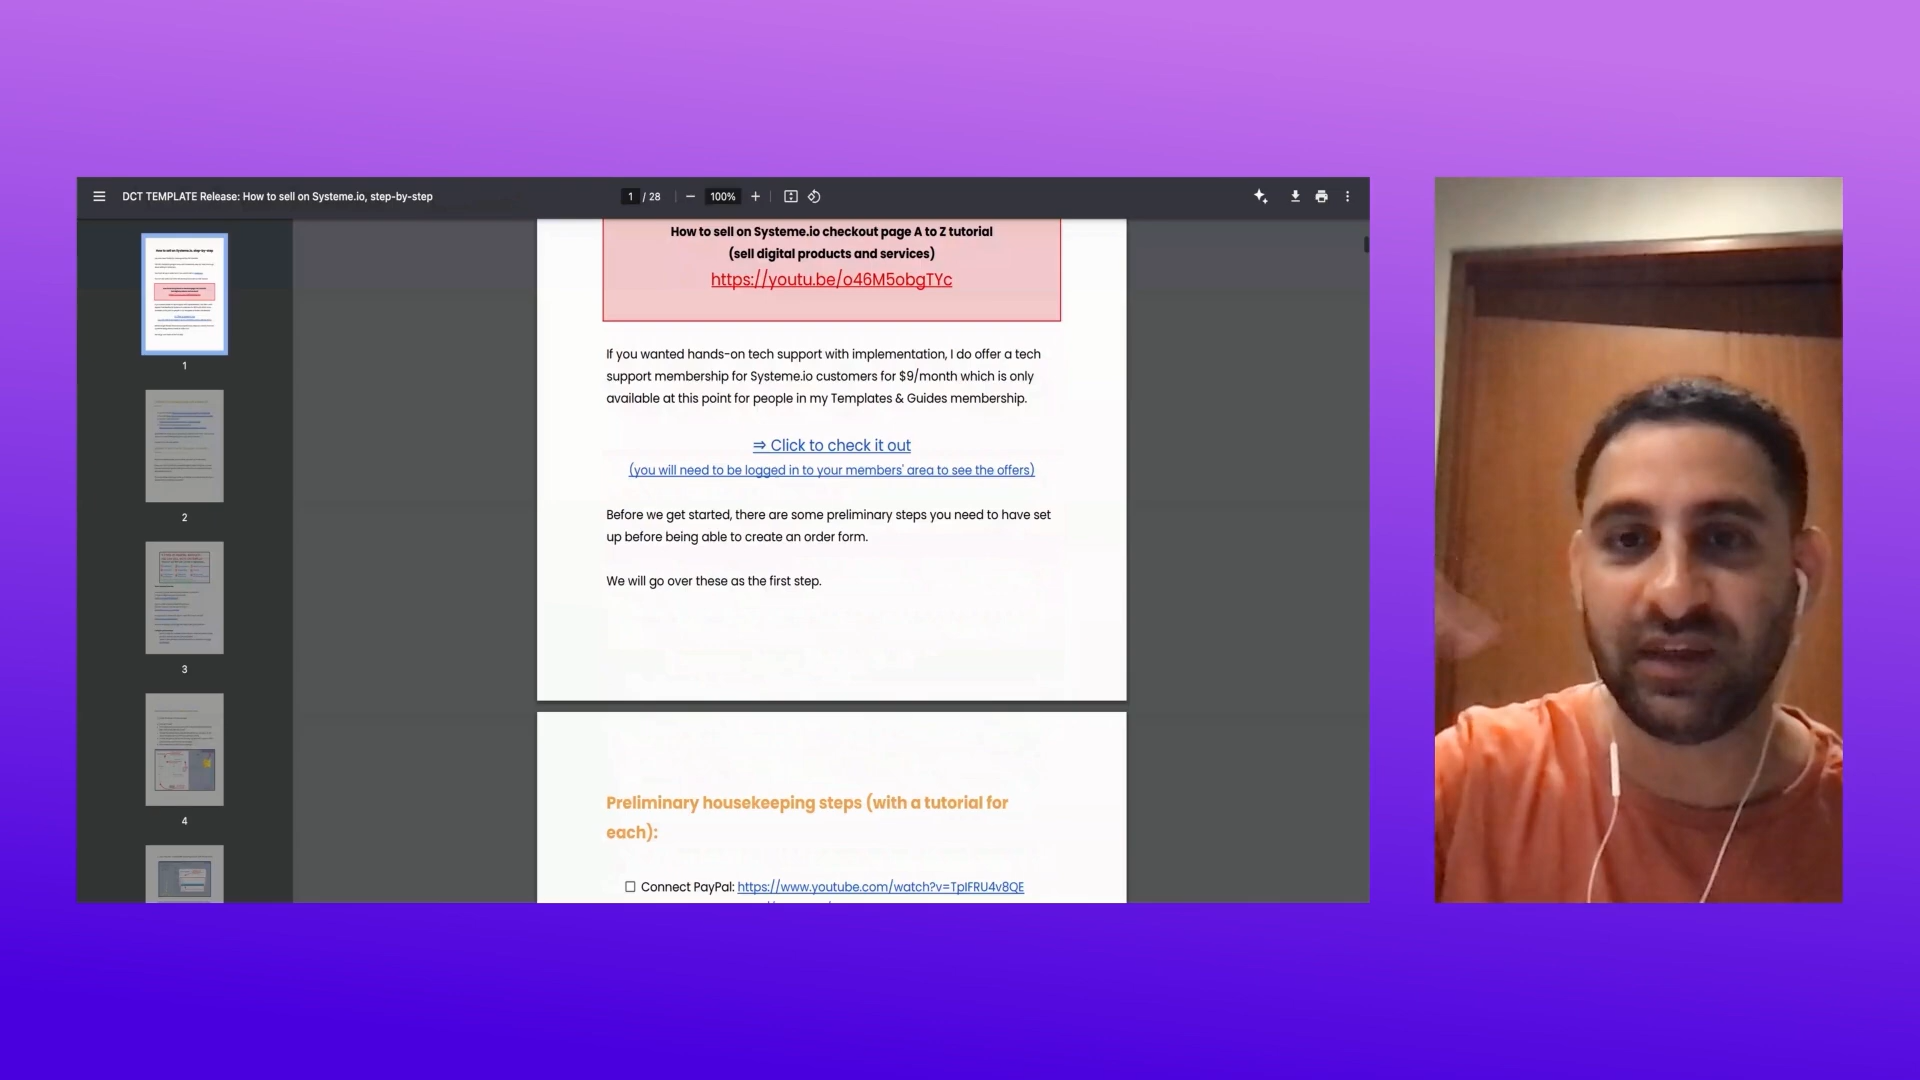 DCT TEMPLATE Release: How to sell on Systeme.io, step-by-step
1 / 28
100%
1
2
3
4
How to sell on Systeme.io checkout page A to Z tutorial
(sell digital products and services)
https://youtu.be/o46M5obgTYc
If you wanted hands-on tech support with implementation, I do offer a tech
support membership for Systeme.io customers for $9/month which is only
available at this point for people in my Templates & Guides membership.
⇒ Click to check it out
(you will need to be logged in to your members' area to see the offers)
Before we get started, there are some preliminary steps you need to have set
up before being able to create an order form.
We will go over these as the first step.
Preliminary housekeeping steps (with a tutorial for
each):
☐ Connect PayPal: https://www.youtube.com/watch?v=TpIFRU4v8QE